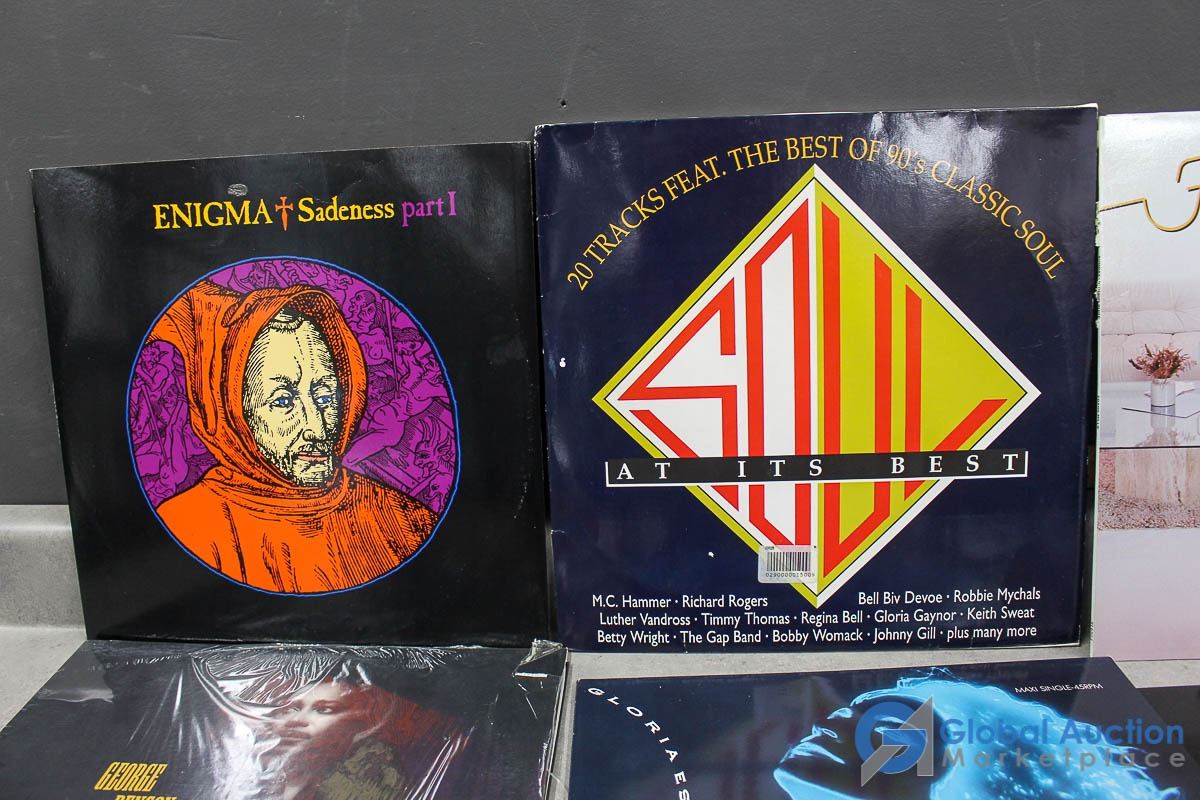 ENIGMA†Sadeness part I
20 TRACKS FEAT. THE BEST OF 90's CLASSIC SOUL
SOUL
AT ITS BEST
0290000015009
M.C. Hammer · Richard Rogers
Bell Biv Devoe · Robbie Mychals
Luther Vandross · Timmy Thomas · Regina Bell · Gloria Gaynor · Keith Sweat
Betty Wright · The Gap Band · Bobby Womack · Johnny Gill · plus many more
GEORGE
BENSON
GLORIA ES
MAXI SINGLE-45RPM
Global Auction
Marketplace